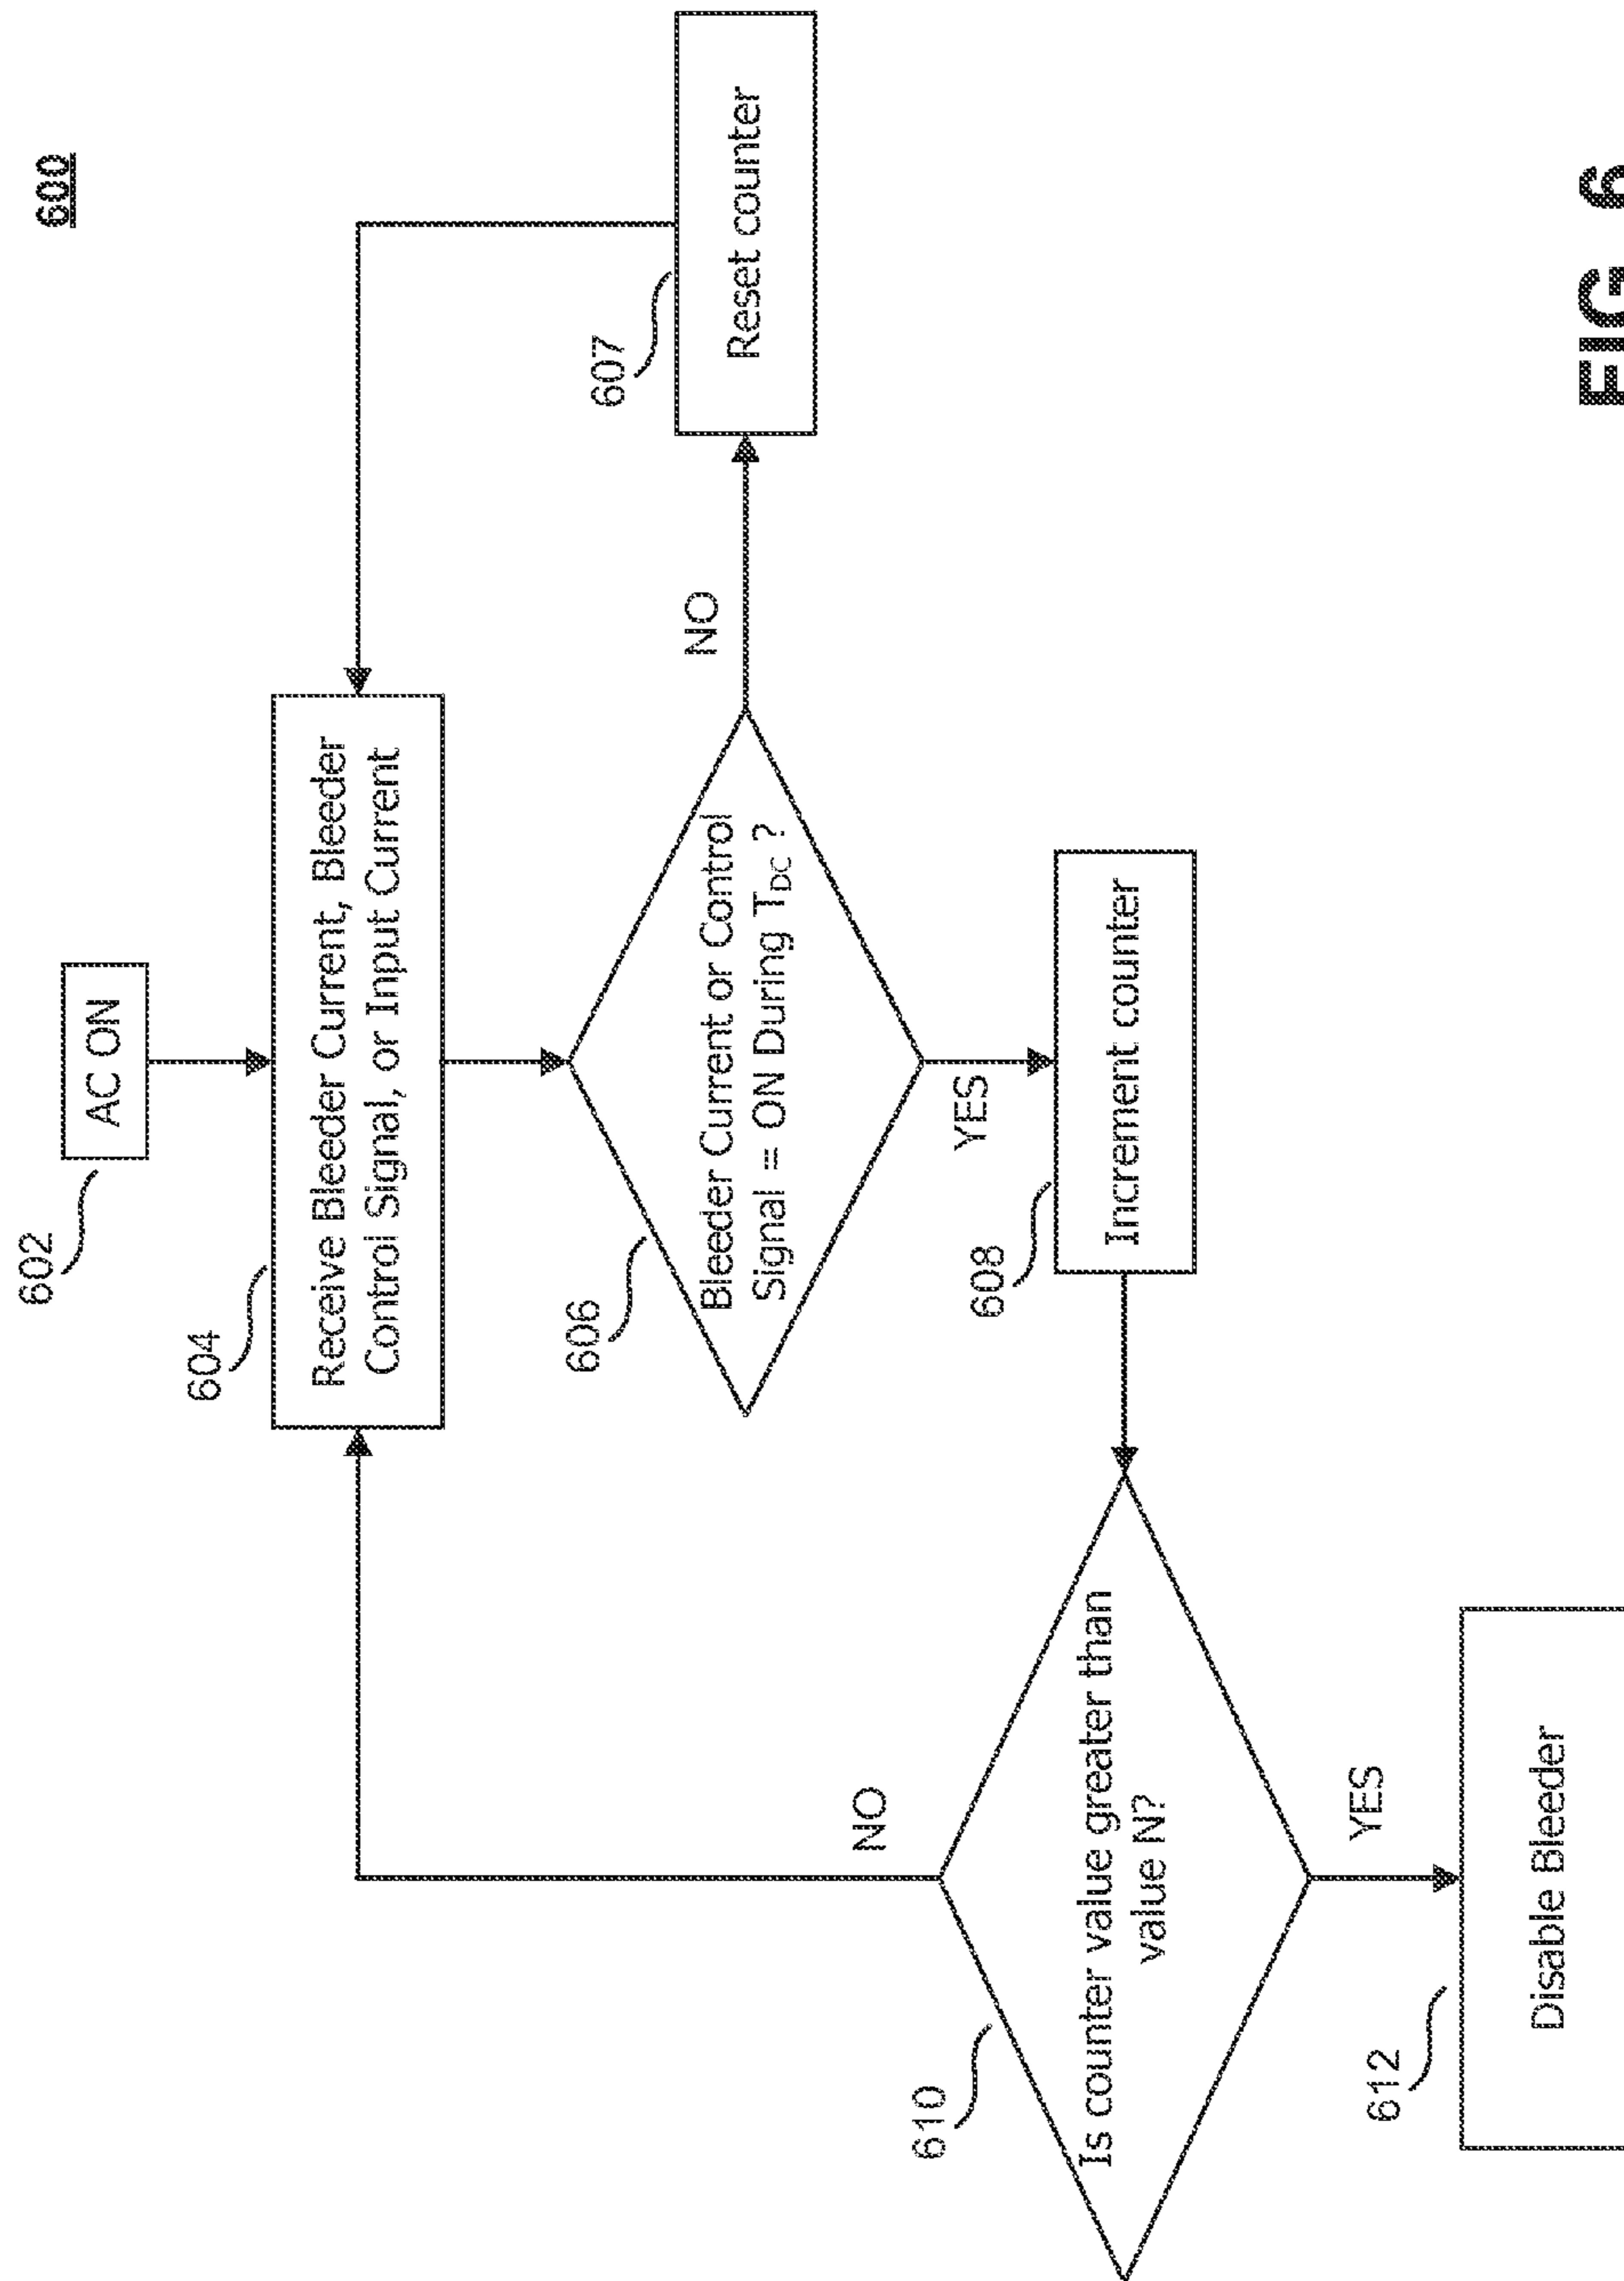 600
602
AC ON
604
Receive Bleeder Current, Bleeder
Control Signal, or Input Current
606
Bleeder Current or Control
Signal = ON During TDC ?
NO
607
Reset counter
YES
608
Increment counter
610
Is counter value greater than
value N?
NO
YES
612
Disable Bleeder
FIG. 6